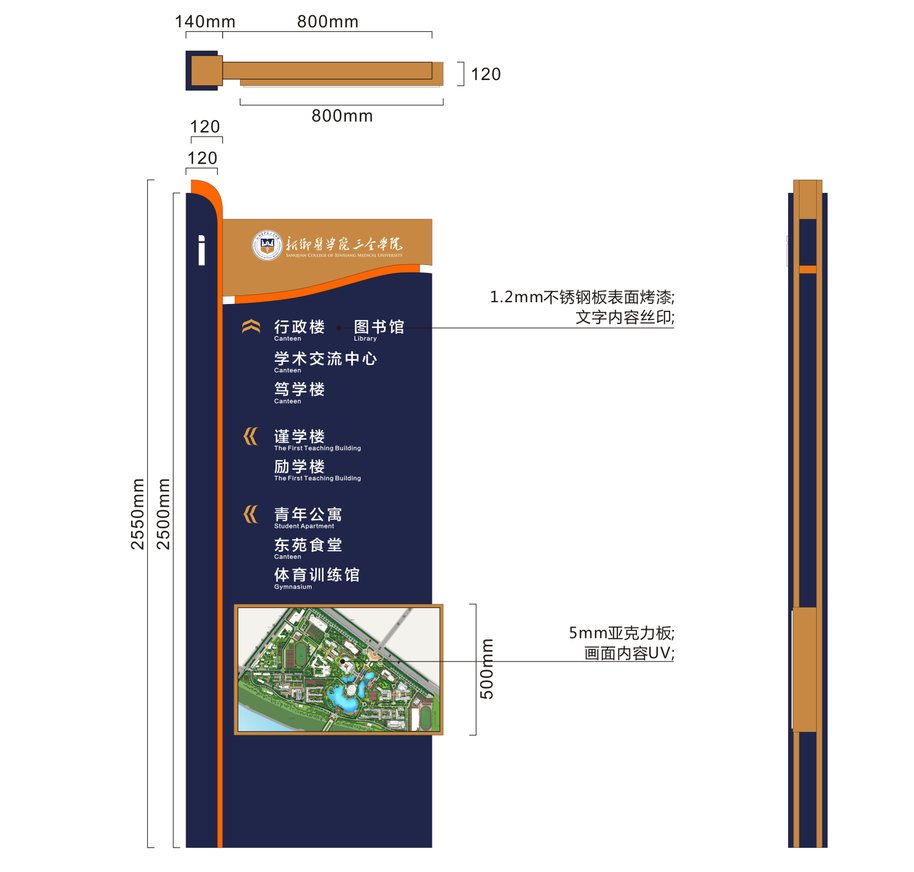 140mm 800mm
120
800mm
120
120
i
新乡医学院三全学院
SANQUAN COLLEGE OF XINXIANG MEDICAL UNIVERSITY
1.2mm不锈钢板表面烤漆;
文字内容丝印;
行政楼 图书馆
Canteen Library
学术交流中心
Canteen
笃学楼
Canteen
谨学楼
The First Teaching Building
励学楼
The First Teaching Building
青年公寓
Student Apartment
东苑食堂
Canteen
体育训练馆
Gymnasium
2550mm
2500mm
5mm亚克力板;
画面内容UV;
500mm